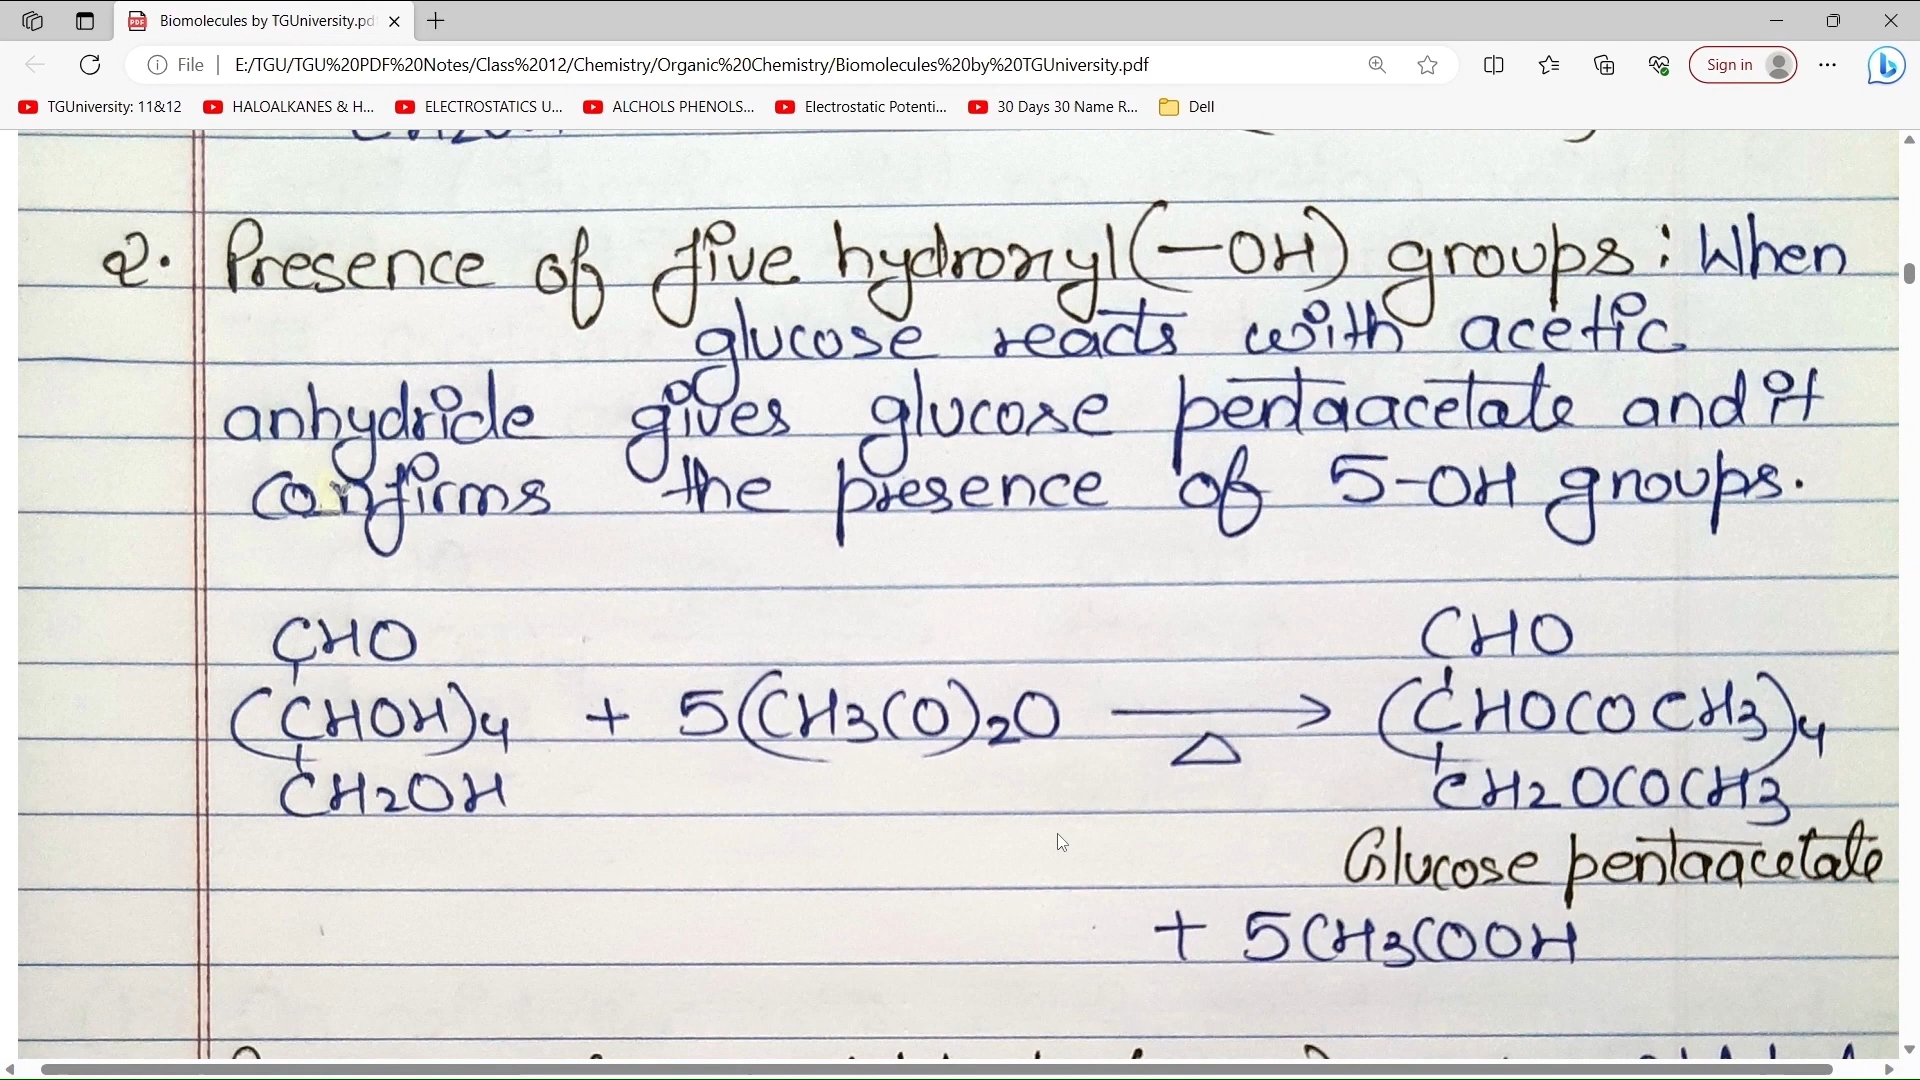 Biomolecules by TGUniversity.pd
File
E:/TGU/TGU%20PDF%20Notes/Class%2012/Chemistry/Organic%20Chemistry/Biomolecules%20by%20TGUniversity.pdf
Sign in
TGUniversity: 11&12
HALOALKANES & H...
ELECTROSTATICS U...
ALCHOLS PHENOLS...
Electrostatic Potenti...
30 Days 30 Name R...
Dell
2. Presence of five hydroxyl (-OH) groups: When
glucose reacts with acetic
anhydride gives glucose pentaacetate and it
confirms the presence of 5-OH groups.
CHO CHO
(CHOH)4 + 5(CH3CO)2O → (CHOCOCH3)4
Δ
CH2OH CH2OCOCH3
Glucose pentaacetate
+ 5CH3COOH